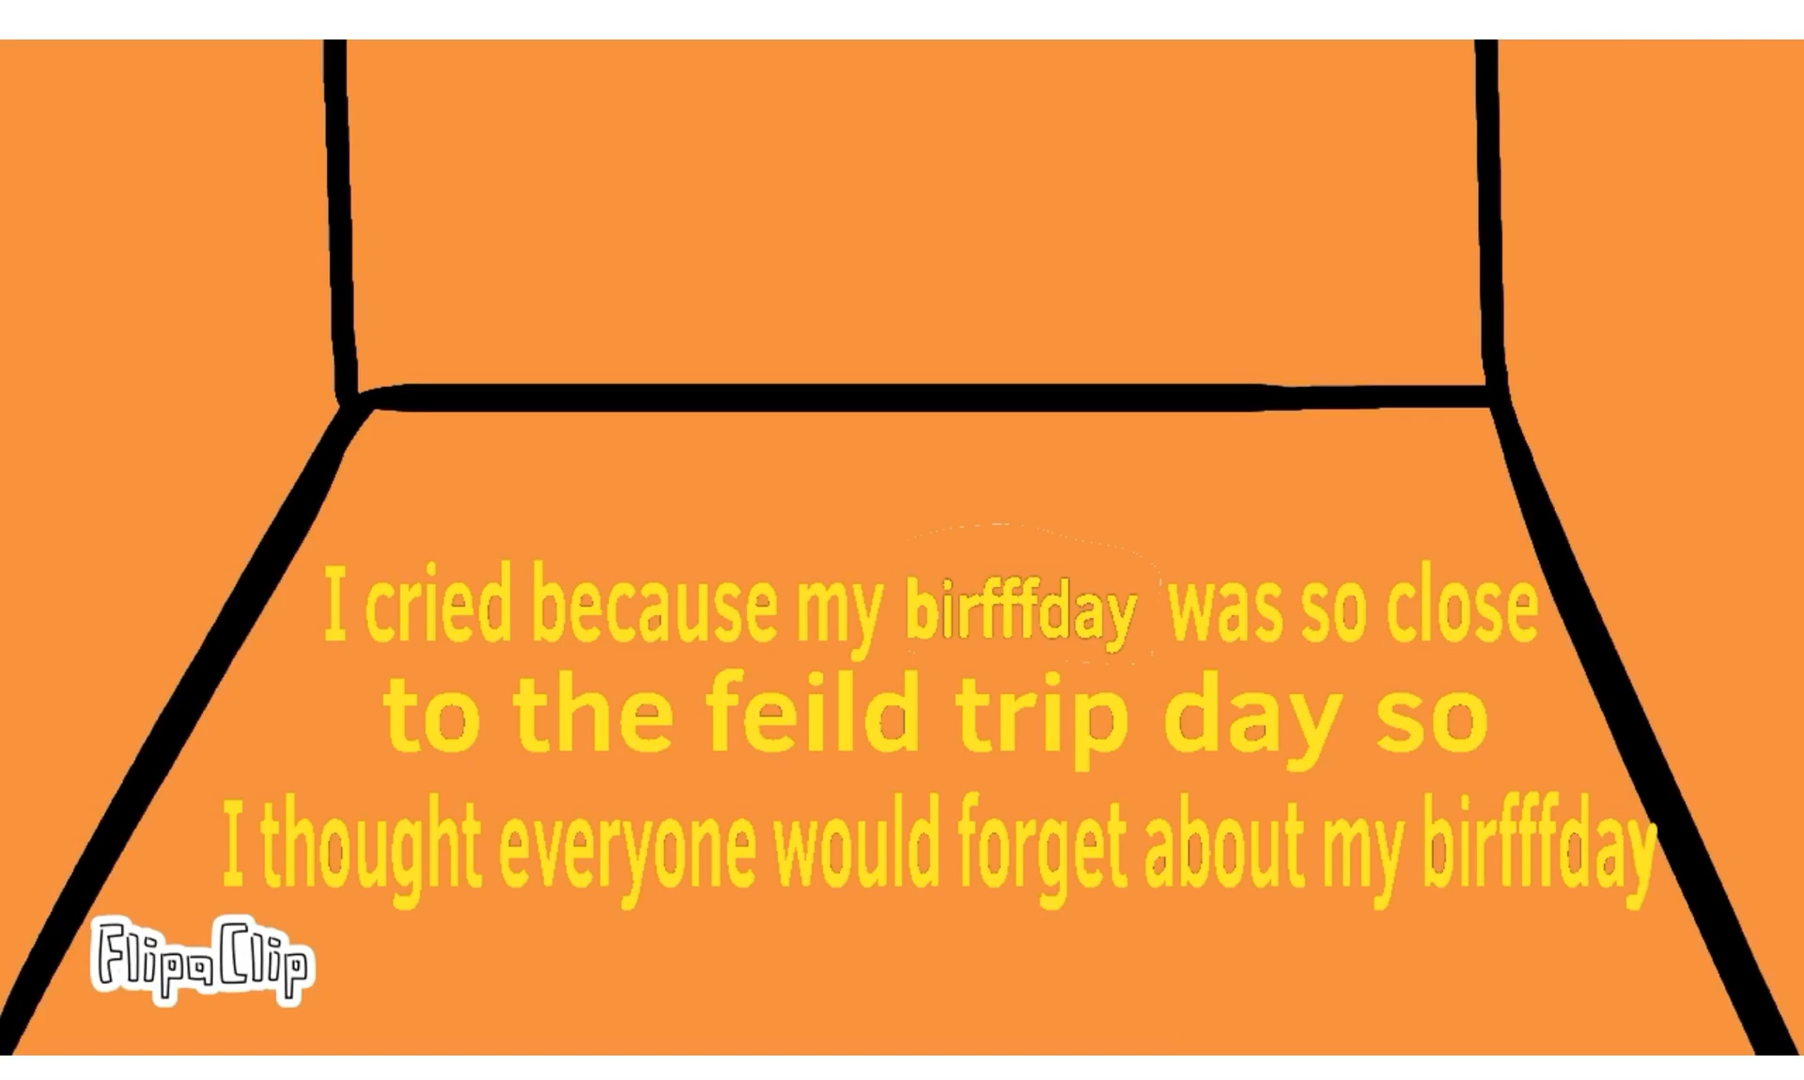 I cried because my birfffday was so close
to the feild trip day so
I thought everyone would forget about my birfffday
FlipaClip